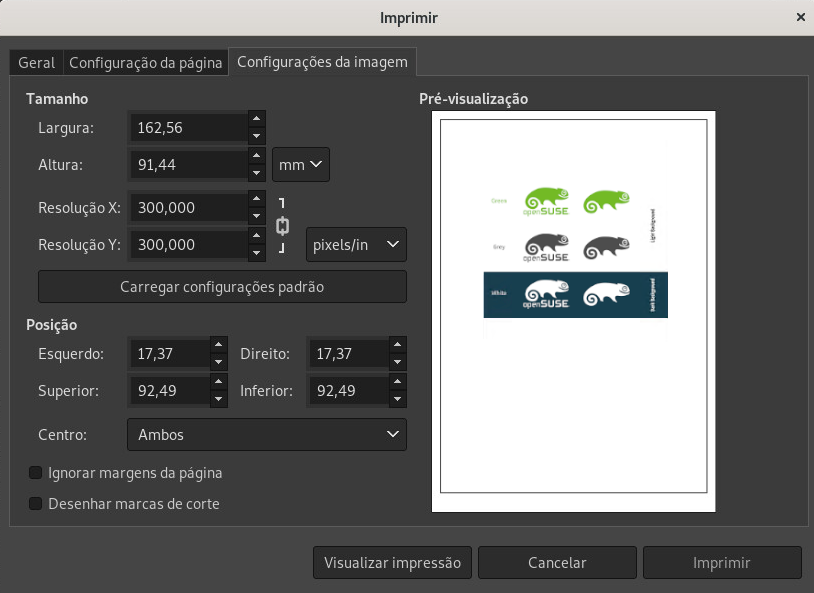 Imprimir
Geral
Configuração da página
Configurações da imagem
Tamanho
Largura: 162,56
Altura: 91,44 mm
Resolução X: 300,000
Resolução Y: 300,000 pixels/in
Carregar configurações padrão
Posição
Esquerdo: 17,37 Direito: 17,37
Superior: 92,49 Inferior: 92,49
Centro: Ambos
Ignorar margens da página
Desenhar marcas de corte
Pré-visualização
Green
openSUSE
Light Background
Grey
openSUSE
White
openSUSE
Dark Background
Visualizar impressão
Cancelar
Imprimir